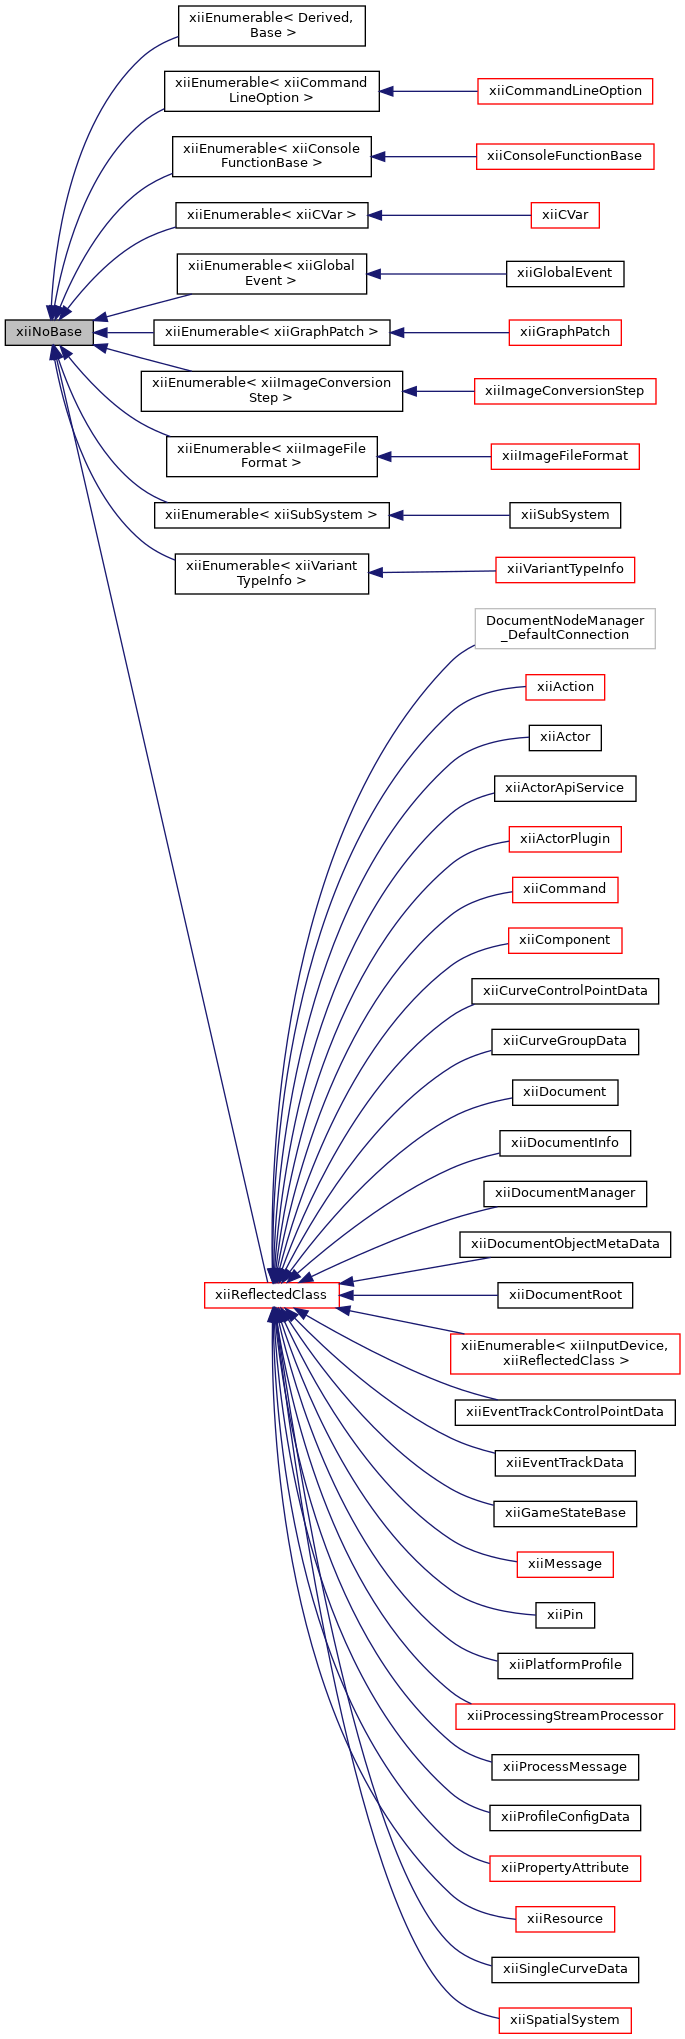 xiiEnumerable< Derived,
Base >
xiiEnumerable< xiiCommand
LineOption >
xiiCommandLineOption
xiiEnumerable< xiiConsole
FunctionBase >
xiiConsoleFunctionBase
xiiEnumerable< xiiCVar >
xiiCVar
xiiEnumerable< xiiGlobal
Event >
xiiGlobalEvent
xiiNoBase
xiiEnumerable< xiiGraphPatch >
xiiGraphPatch
xiiEnumerable< xiiImageConversion
Step >
xiiImageConversionStep
xiiEnumerable< xiiImageFile
Format >
xiiImageFileFormat
xiiEnumerable< xiiSubSystem >
xiiSubSystem
xiiEnumerable< xiiVariant
TypeInfo >
xiiVariantTypeInfo
DocumentNodeManager
_DefaultConnection
xiiAction
xiiActor
xiiActorApiService
xiiActorPlugin
xiiCommand
xiiComponent
xiiCurveControlPointData
xiiCurveGroupData
xiiDocument
xiiDocumentInfo
xiiDocumentManager
xiiDocumentObjectMetaData
xiiReflectedClass
xiiDocumentRoot
xiiEnumerable< xiiInputDevice,
xiiReflectedClass >
xiiEventTrackControlPointData
xiiEventTrackData
xiiGameStateBase
xiiMessage
xiiPin
xiiPlatformProfile
xiiProcessingStreamProcessor
xiiProcessMessage
xiiProfileConfigData
xiiPropertyAttribute
xiiResource
xiiSingleCurveData
xiiSpatialSystem